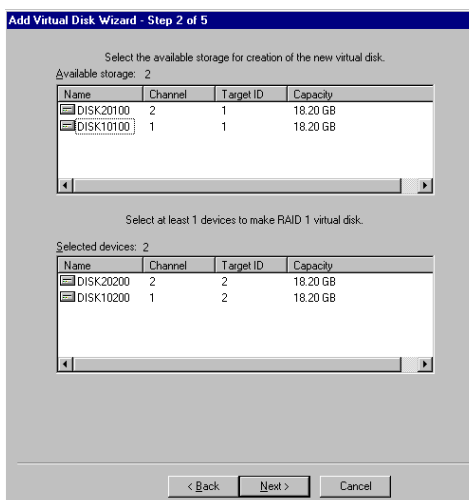 Add Virtual Disk Wizard - Step 2 of 5
Select the available storage for creation of the new virtual disk.
Available storage: 2
Name Channel Target ID Capacity
DISK20100 2 1 18.20 GB
DISK10100 1 1 18.20 GB
Select at least 1 devices to make RAID 1 virtual disk.
Selected devices: 2
Name Channel Target ID Capacity
DISK20200 2 2 18.20 GB
DISK10200 1 2 18.20 GB
< Back Next > Cancel